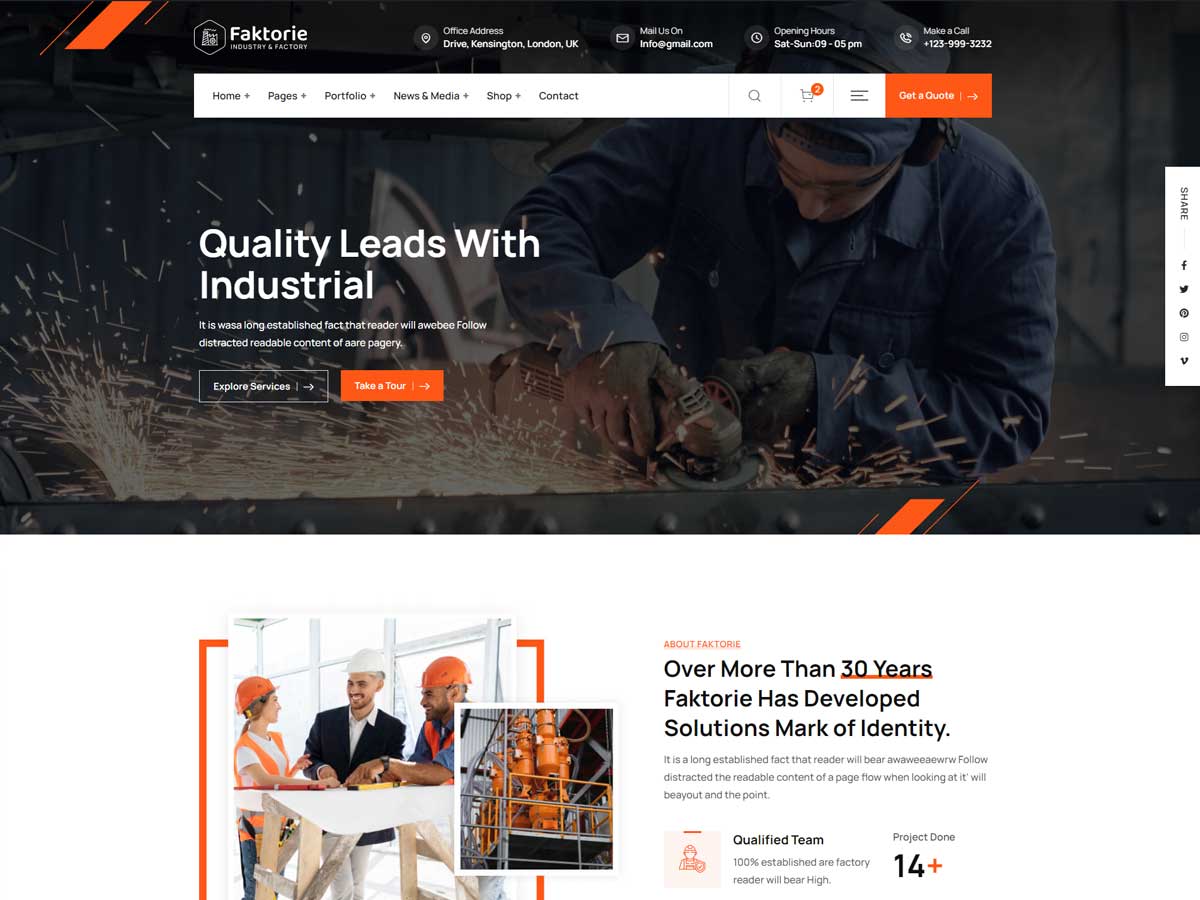 Faktorie
INDUSTRY & FACTORY
Office Address
Drive, Kensington, London, UK
Mail Us On
Info@gmail.com
Opening Hours
Sat-Sun:09 - 05 pm
Make a Call
+123-999-3232
Home +
Pages +
Portfolio +
News & Media +
Shop +
Contact
2
Get a Quote
SHARE
Quality Leads With
Industrial
It is wasa long established fact that reader will awebee Follow
distracted readable content of aare pagery.
Explore Services
Take a Tour
ABOUT FAKTORIE
Over More Than 30 Years
Faktorie Has Developed
Solutions Mark of Identity.
It is a long established fact that reader will bear awaweeaewrw Follow
distracted the readable content of a page flow when looking at it' will
beayout and the point.
Qualified Team
100% established are factory
reader will bear High.
Project Done
14+